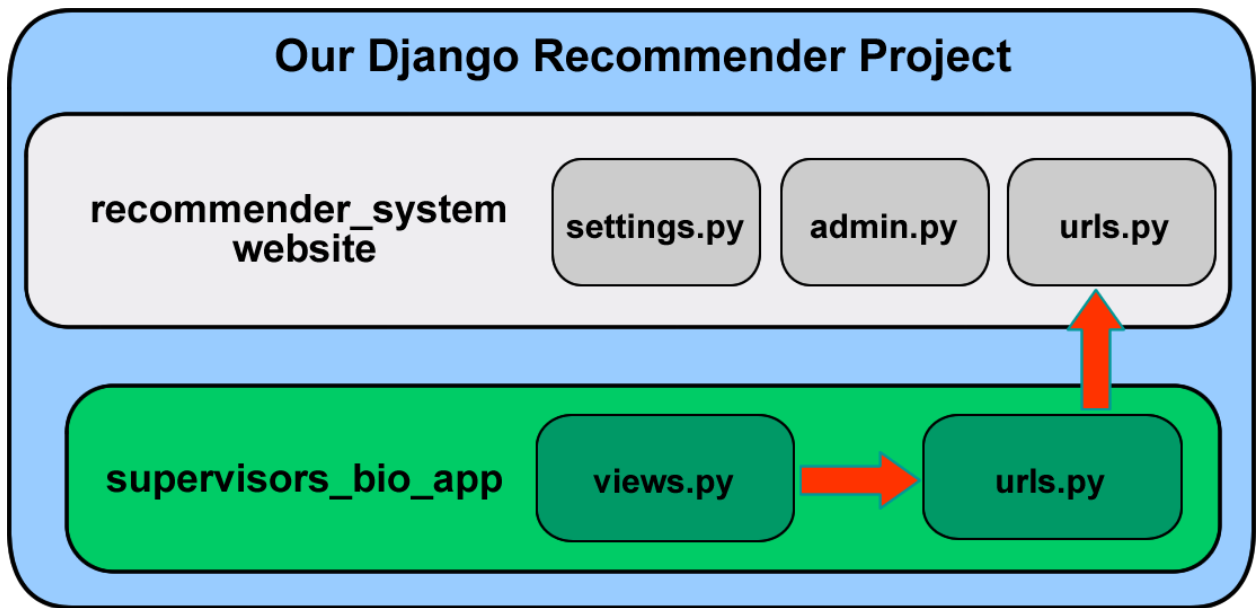 Our Django Recommender Project
recommender_system
website
settings.py
admin.py
urls.py
supervisors_bio_app
views.py
urls.py